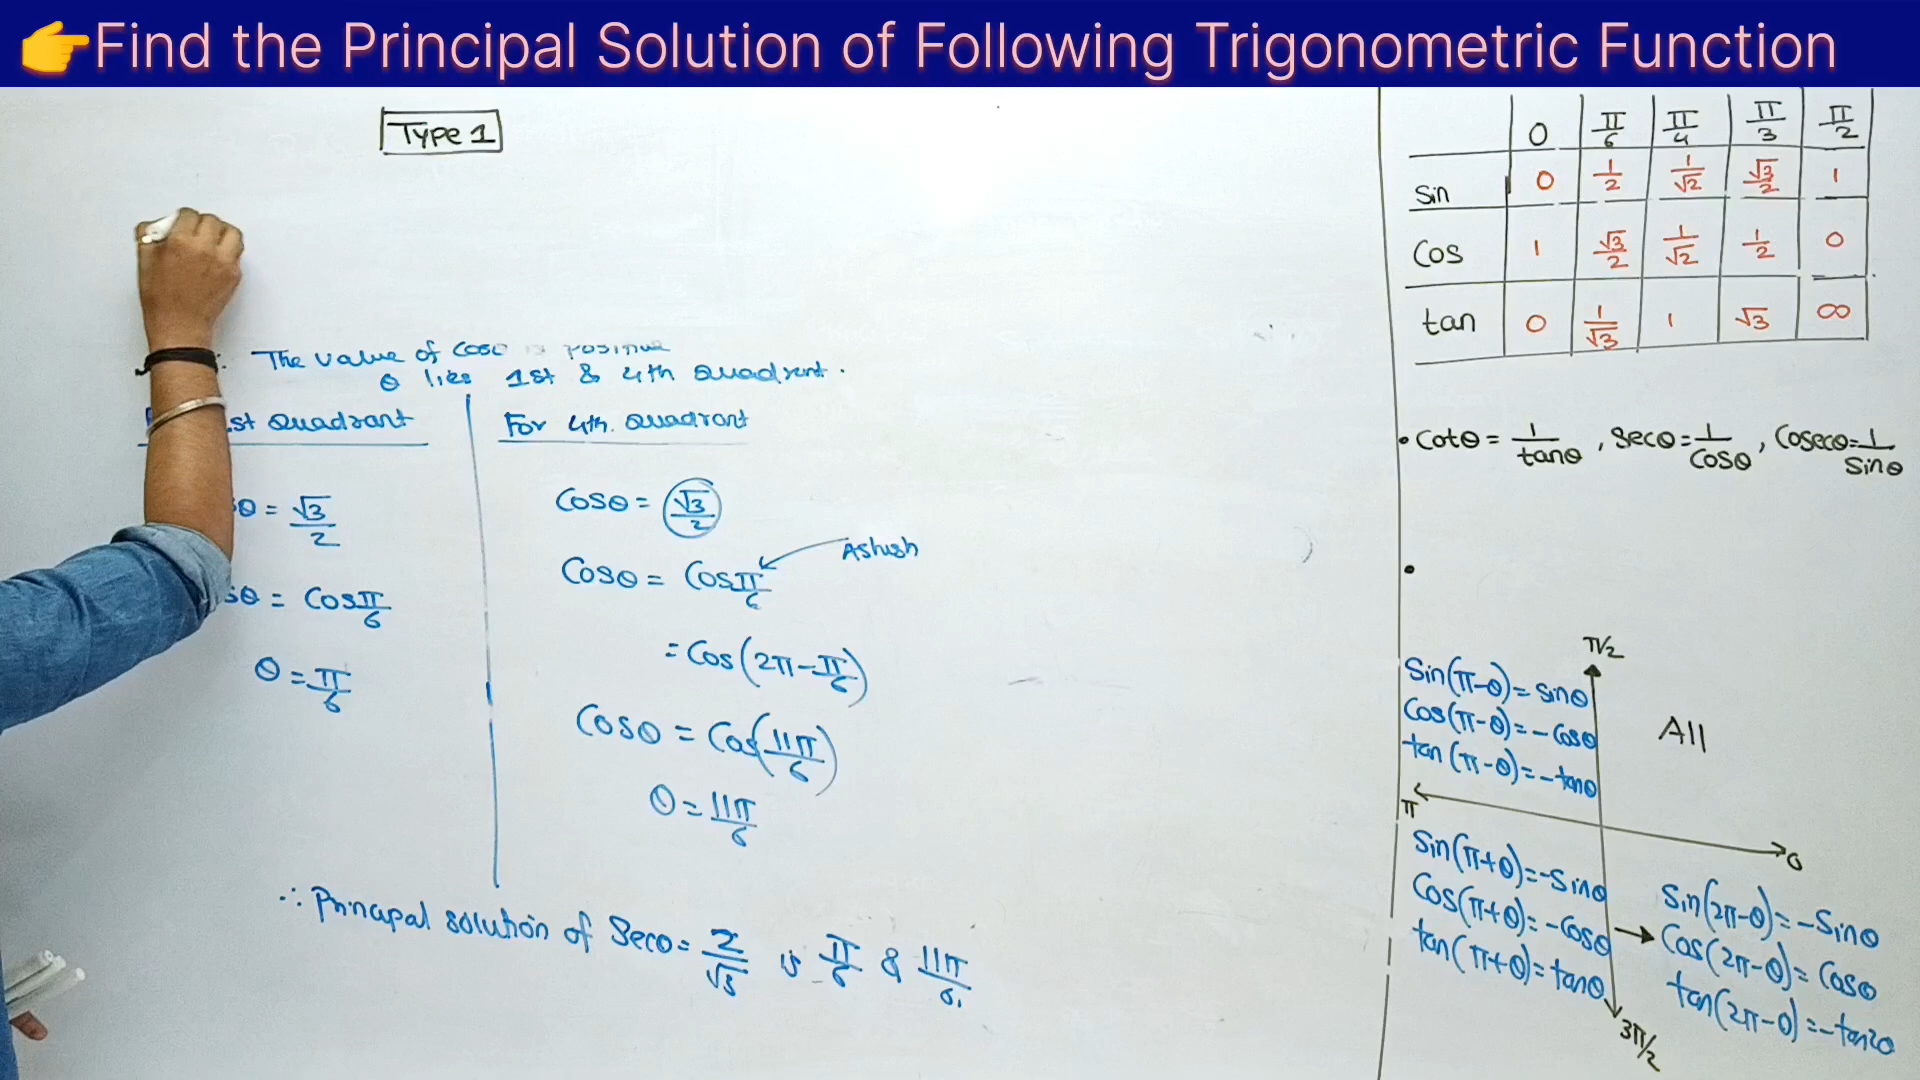 👉Find the Principal Solution of Following Trigonometric Function
Type 1
The value of Cosθ is Positive
θ lies 1st & 4th Quadrant.
1st Quadrant
θ = √3/2
sθ = Cos π/6
θ = π/6
For 4th Quadrant
Cosθ = √3/2
Cosθ = Cos π/6
Ashish
= Cos(2π - π/6)
Cosθ = Cos(11π/6)
θ = 11π/6
∴ Principal solution of Secθ = 2/√3 is π/6 & 11π/6.
0 π/6 π/4 π/3 π/2
Sin 0 1/2 1/√2 √3/2 1
Cos 1 √3/2 1/√2 1/2 0
tan 0 1/√3 1 √3 ∞
• Cotθ = 1/tanθ , Secθ = 1/Cosθ , Cosecθ = 1/Sinθ
•
π/2
Sin(π-θ) = Sinθ
Cos(π-θ) = -Cosθ
tan(π-θ) = -tanθ
All
π
0
Sin(π+θ) = -Sinθ
Cos(π+θ) = -Cosθ
tan(π+θ) = tanθ
Sin(2π-θ) = -Sinθ
Cos(2π-θ) = Cosθ
tan(2π-θ) = -tan2θ
3π/2